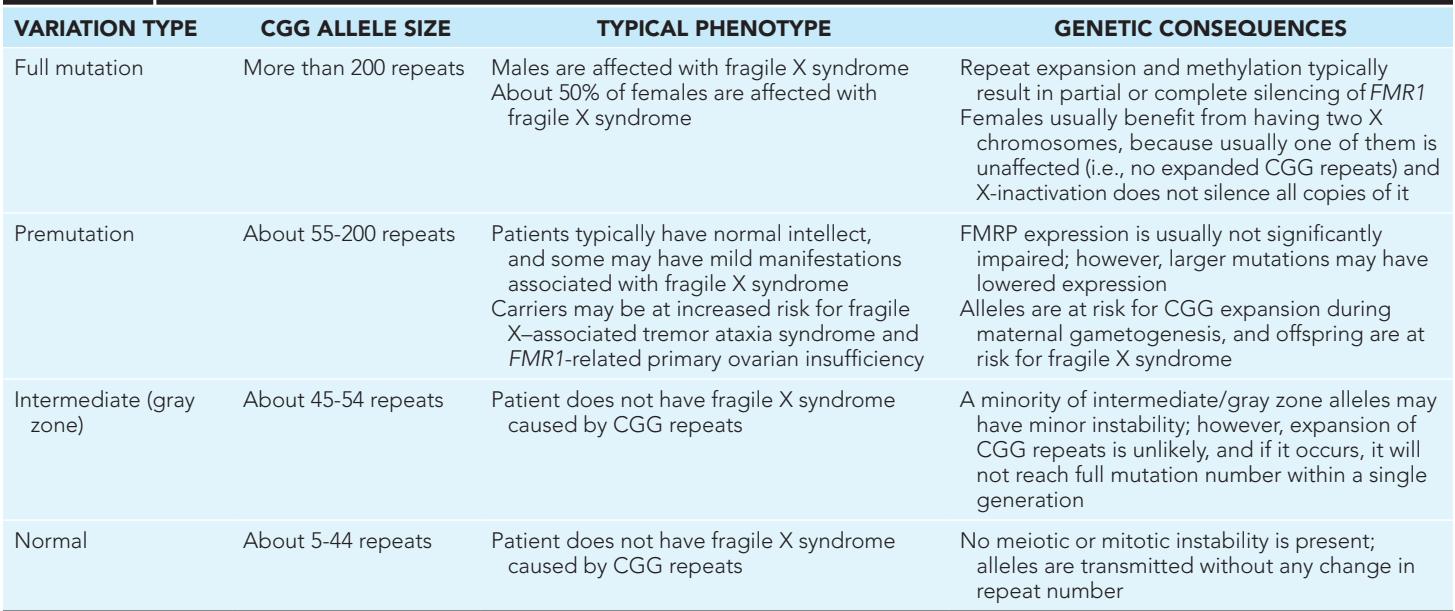 VARIATION TYPE CGG ALLELE SIZE TYPICAL PHENOTYPE GENETIC CONSEQUENCES
Full mutation
More than 200 repeats
Males are affected with fragile X syndrome
About 50% of females are affected with
fragile X syndrome
Repeat expansion and methylation typically
result in partial or complete silencing of FMR1
Females usually benefit from having two X
chromosomes, because usually one of them is
unaffected (i.e., no expanded CGG repeats) and
X-inactivation does not silence all copies of it
Premutation
About 55-200 repeats
Patients typically have normal intellect,
and some may have mild manifestations
associated with fragile X syndrome
Carriers may be at increased risk for fragile
X–associated tremor ataxia syndrome and
FMR1-related primary ovarian insufficiency
FMRP expression is usually not significantly
impaired; however, larger mutations may have
lowered expression
Alleles are at risk for CGG expansion during
maternal gametogenesis, and offspring are at
risk for fragile X syndrome
Intermediate (gray
zone)
About 45-54 repeats
Patient does not have fragile X syndrome
caused by CGG repeats
A minority of intermediate/gray zone alleles may
have minor instability; however, expansion of
CGG repeats is unlikely, and if it occurs, it will
not reach full mutation number within a single
generation
Normal
About 5-44 repeats
Patient does not have fragile X syndrome
caused by CGG repeats
No meiotic or mitotic instability is present;
alleles are transmitted without any change in
repeat number